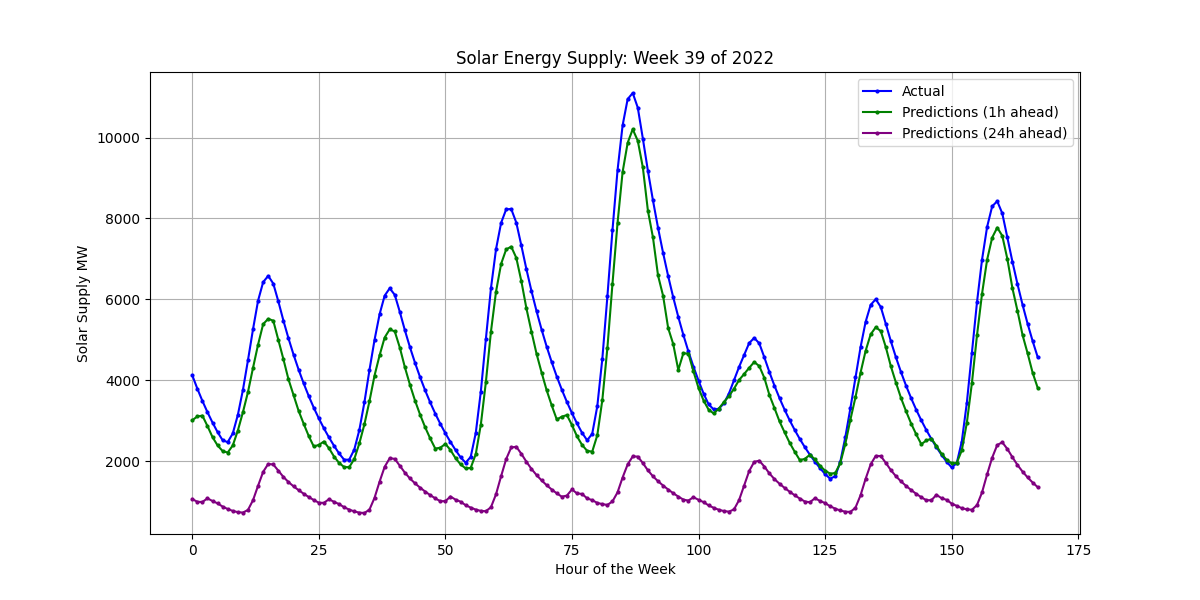 Solar Energy Supply: Week 39 of 2022
Actual
Predictions (1h ahead)
Predictions (24h ahead)
Solar Supply MW
10000
8000
6000
4000
2000
0 25 50 75 100 125 150 175
Hour of the Week